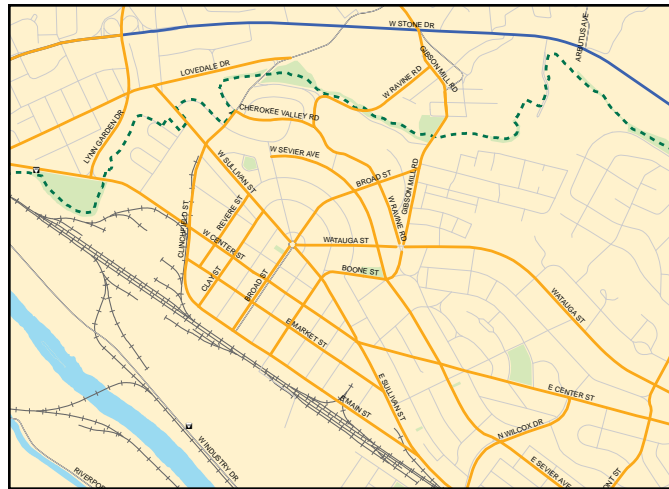 W STONE DR
ARBUTUS AVE
GIBSON MILL RD
LOVEDALE DR
W RAVINE RD
CHEROKEE VALLEY RD
LYNN GARDEN DR
W SEVIER AVE
W SULLIVAN ST
BROAD ST
GIBSON MILL RD
W RAVINE RD
REVERE ST
CLINCHFIELD ST
W CENTER ST
WATAUGA ST
BOONE ST
CLAY ST
BROAD ST
WATAUGA ST
E MARKET ST
E CENTER ST
E SULLIVAN ST
E MAIN ST
N WILCOX DR
W INDUSTRY DR
E SEVIER AVE
ONT ST
RIVERPO